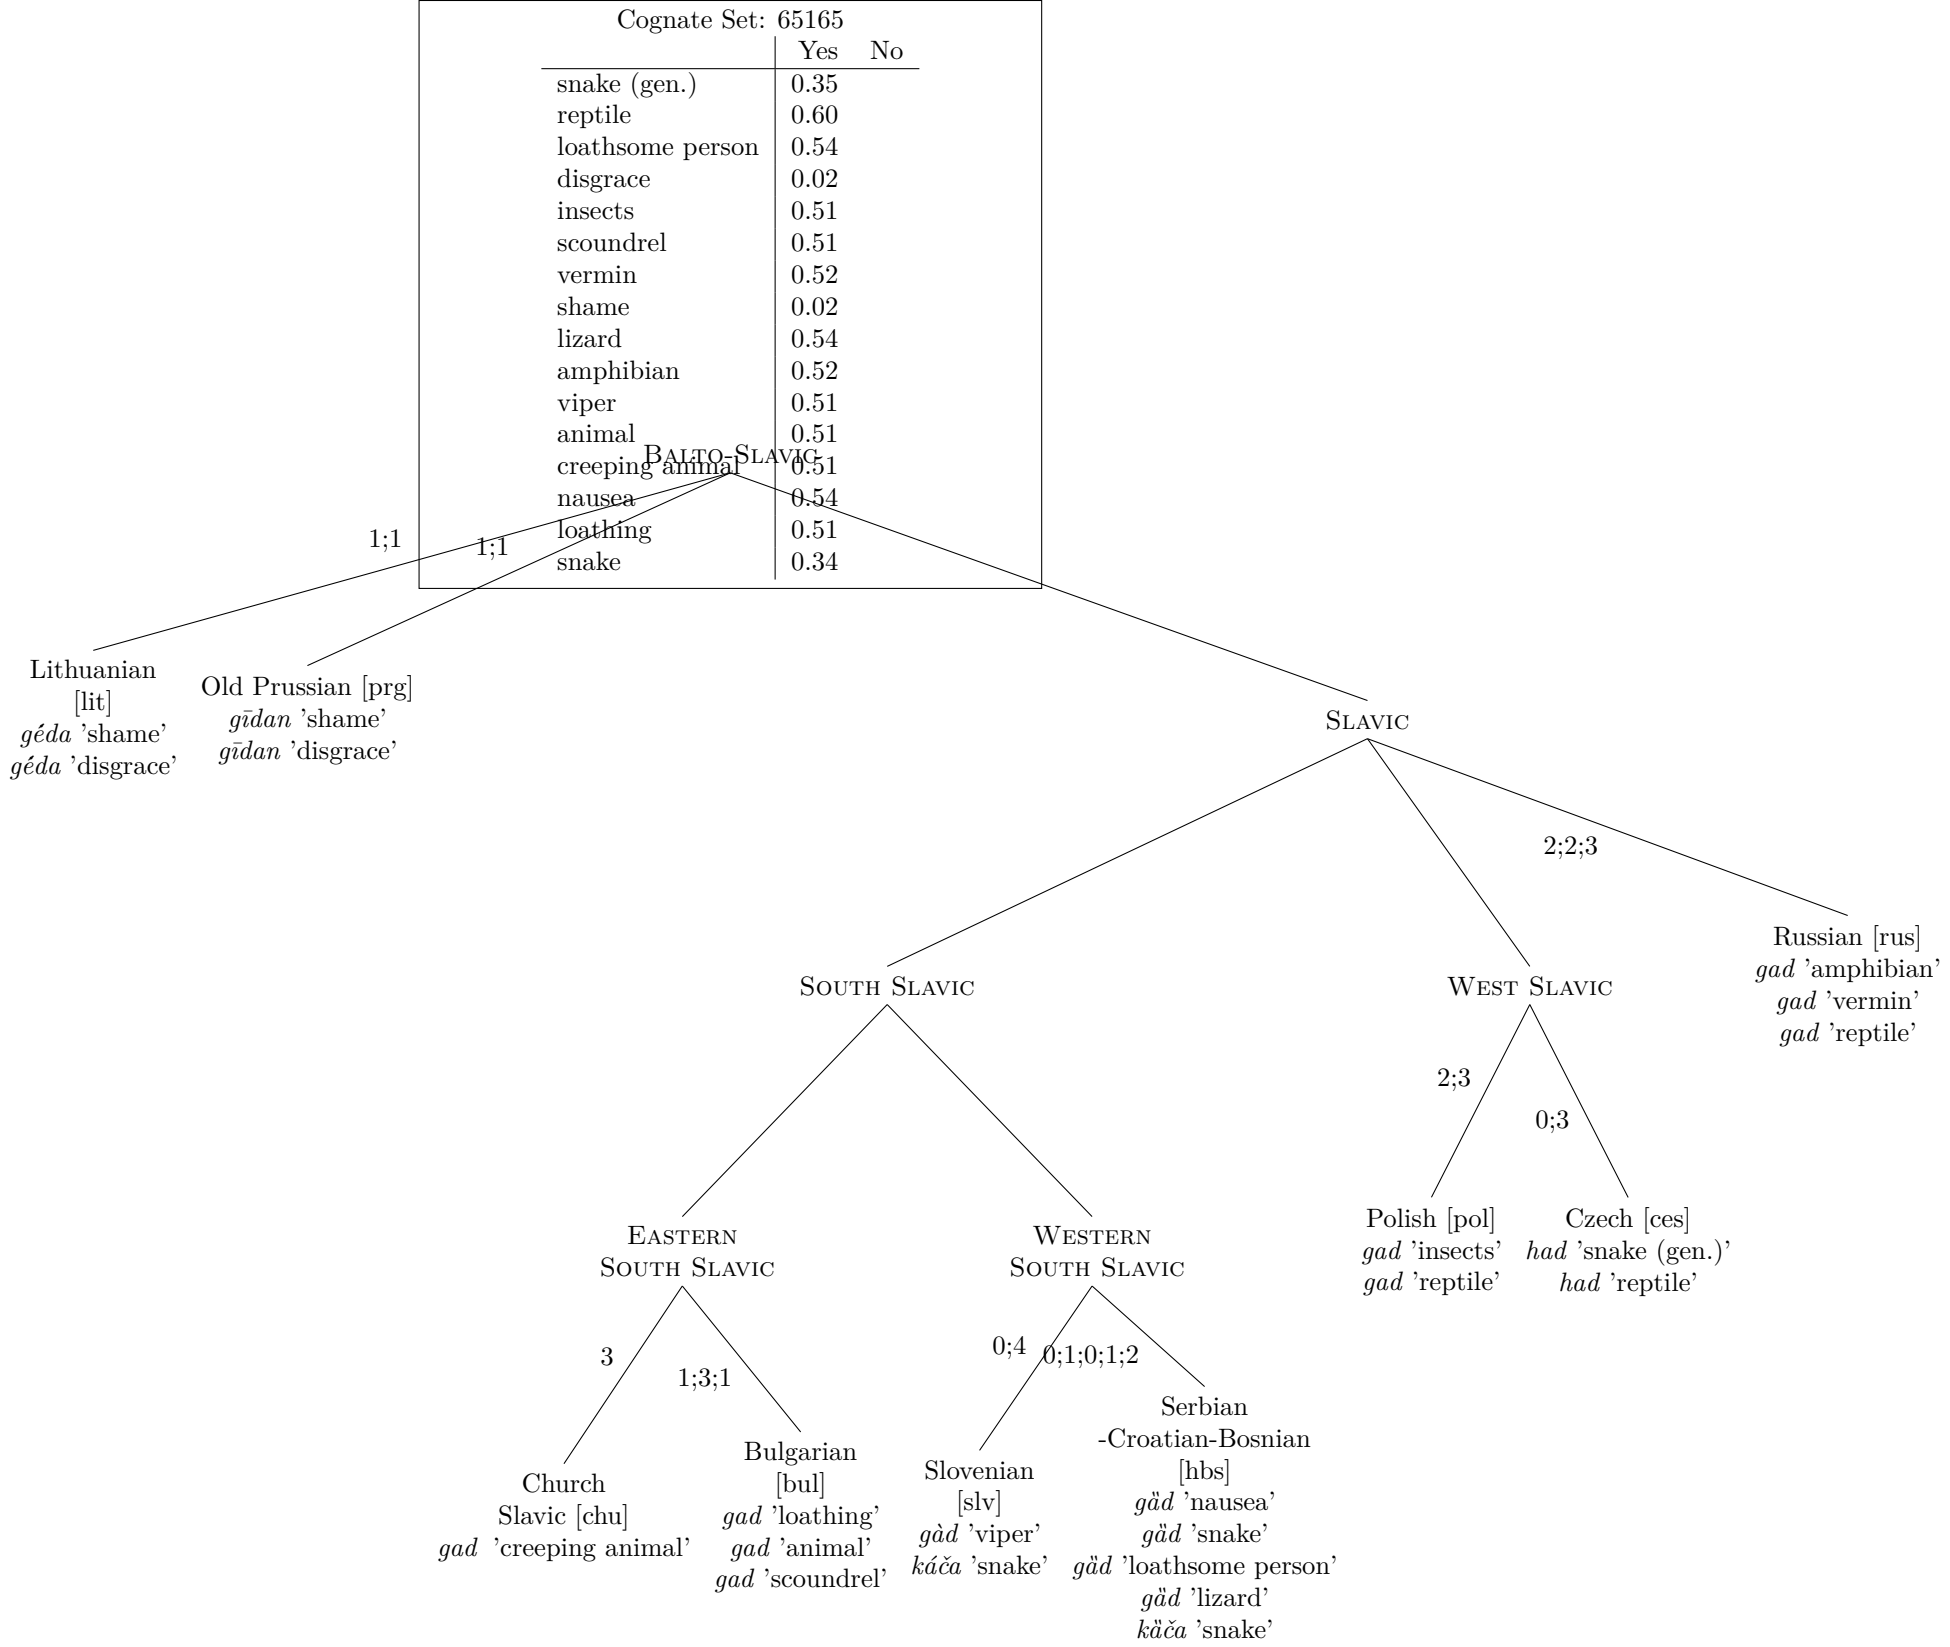 Cognate Set: 65165
Yes No
snake (gen.) 0.35
reptile 0.60
loathsome person 0.54
disgrace 0.02
insects 0.51
scoundrel 0.51
vermin 0.52
shame 0.02
lizard 0.54
amphibian 0.52
viper 0.51
animal 0.51
BALTO-SLAVIC
creeping animal 0.51
nausea 0.54
loathing 0.51
snake 0.34
1;1
1;1
Lithuanian
[lit]
géda 'shame'
géda 'disgrace'
Old Prussian [prg]
gīdan 'shame'
gīdan 'disgrace'
SLAVIC
2;2;3
Russian [rus]
gad 'amphibian'
gad 'vermin'
gad 'reptile'
SOUTH SLAVIC
WEST SLAVIC
2;3
0;3
Polish [pol]
gad 'insects'
gad 'reptile'
Czech [ces]
had 'snake (gen.)'
had 'reptile'
EASTERN
SOUTH SLAVIC
WESTERN
SOUTH SLAVIC
3
1;3;1
0;4
0;1;0;1;2
Church
Slavic [chu]
gad 'creeping animal'
Bulgarian
[bul]
gad 'loathing'
gad 'animal'
gad 'scoundrel'
Slovenian
[slv]
gàd 'viper'
káča 'snake'
Serbian
-Croatian-Bosnian
[hbs]
gȁd 'nausea'
gȁd 'snake'
gȁd 'loathsome person'
gȁd 'lizard'
kȁča 'snake'